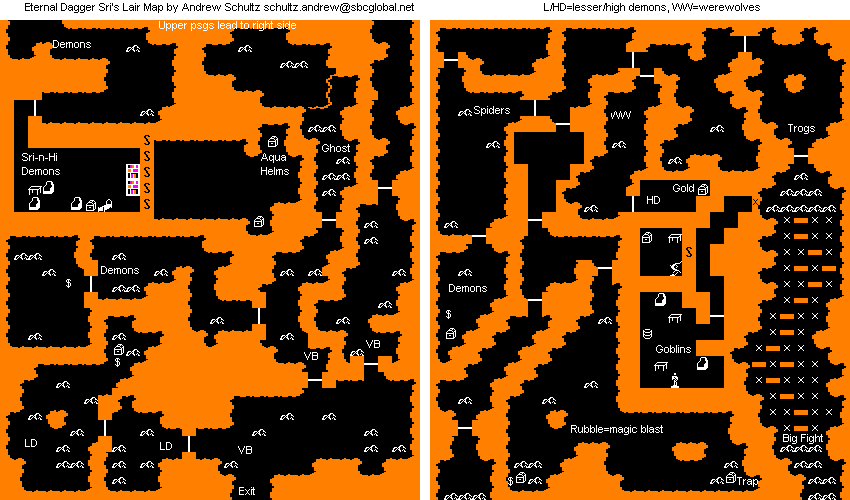 Eternal Dagger Sri's Lair Map by Andrew Schultz schultz.andrew@sbcglobal.net
L/HD=lesser/high demons, WW=werewolves
Upper psgs lead to right side
Demons
Sri-n-Hi
Demons
S
S
S
S
S
Aqua
Helms
Ghost
Demons
$
$
VB
VB
LD
LD
VB
Exit
Spiders
WW
Trogs
Gold
HD
S
Demons
$
Goblins
Rubble=magic blast
Big Fight
$
Trap